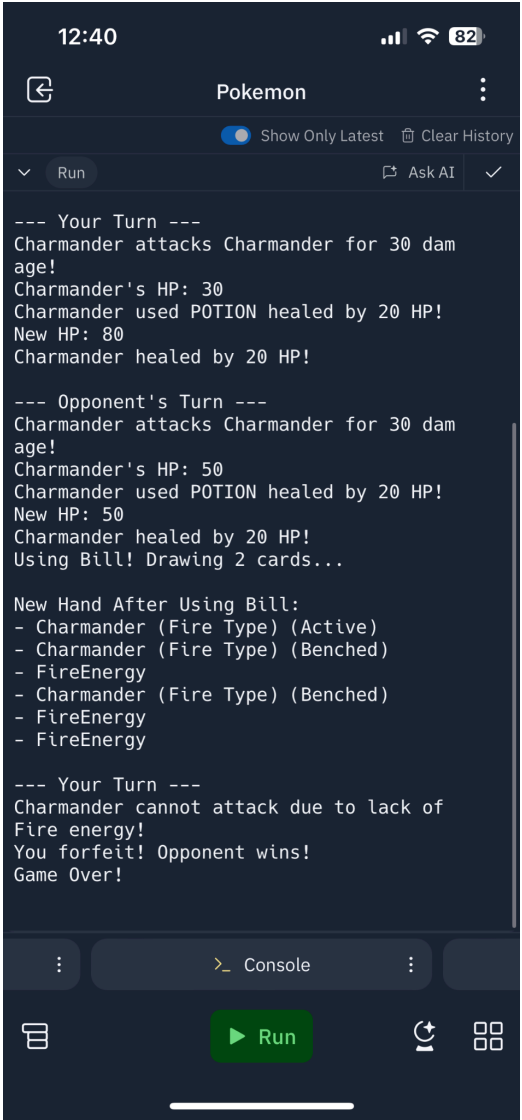 12:40
82
Pokemon
Show Only Latest Clear History
Run Ask AI
--- Your Turn ---
Charmander attacks Charmander for 30 dam
age!
Charmander's HP: 30
Charmander used POTION healed by 20 HP!
New HP: 80
Charmander healed by 20 HP!
--- Opponent's Turn ---
Charmander attacks Charmander for 30 dam
age!
Charmander's HP: 50
Charmander used POTION healed by 20 HP!
New HP: 50
Charmander healed by 20 HP!
Using Bill! Drawing 2 cards...
New Hand After Using Bill:
- Charmander (Fire Type) (Active)
- Charmander (Fire Type) (Benched)
- FireEnergy
- Charmander (Fire Type) (Benched)
- FireEnergy
- FireEnergy
--- Your Turn ---
Charmander cannot attack due to lack of
Fire energy!
You forfeit! Opponent wins!
Game Over!
>_ Console
Run